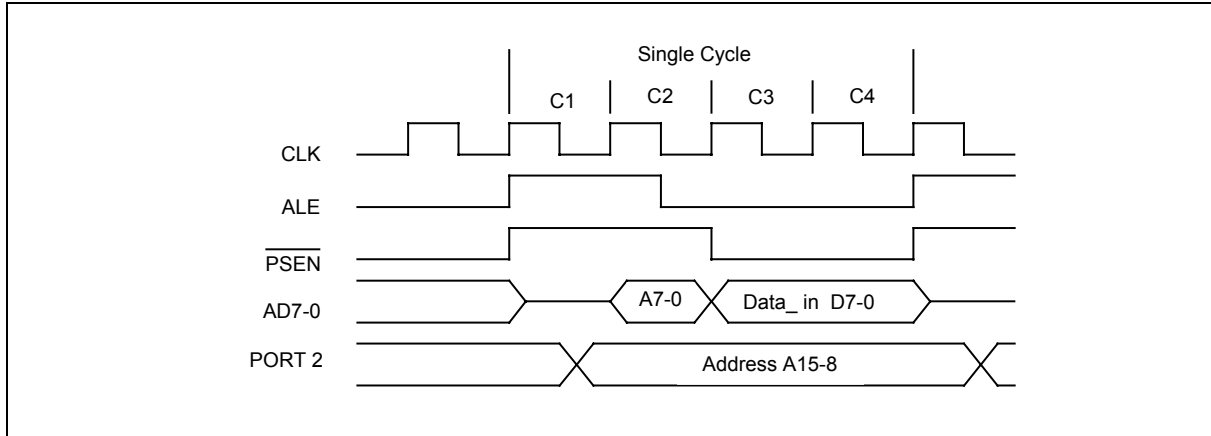 Single Cycle
C1 C2 C3 C4
CLK
ALE
PSEN
AD7-0 A7-0 Data_ in D7-0
PORT 2 Address A15-8